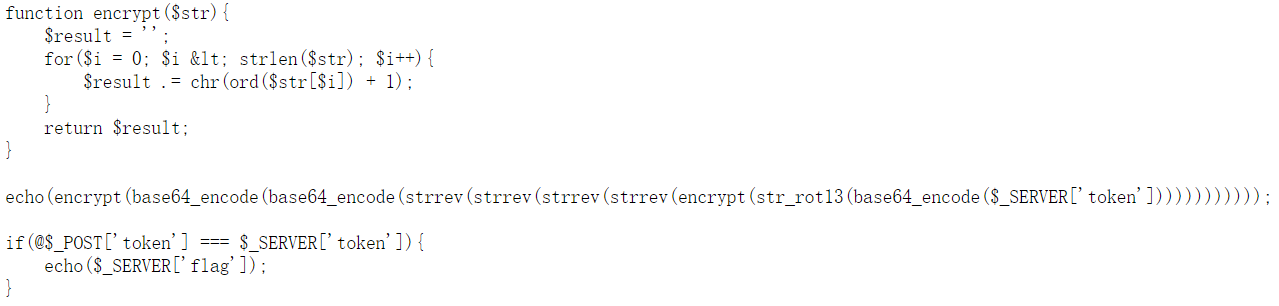 function encrypt($str){
    $result = '';
    for($i = 0; $i &lt; strlen($str); $i++){
        $result .= chr(ord($str[$i]) + 1);
    }
    return $result;
}

echo(encrypt(base64_encode(base64_encode(strrev(strrev(strrev(strrev(encrypt(str_rot13(base64_encode($_SERVER['token'])))))))))));

if(@$_POST['token'] === $_SERVER['token']){
    echo($_SERVER['flag']);
}